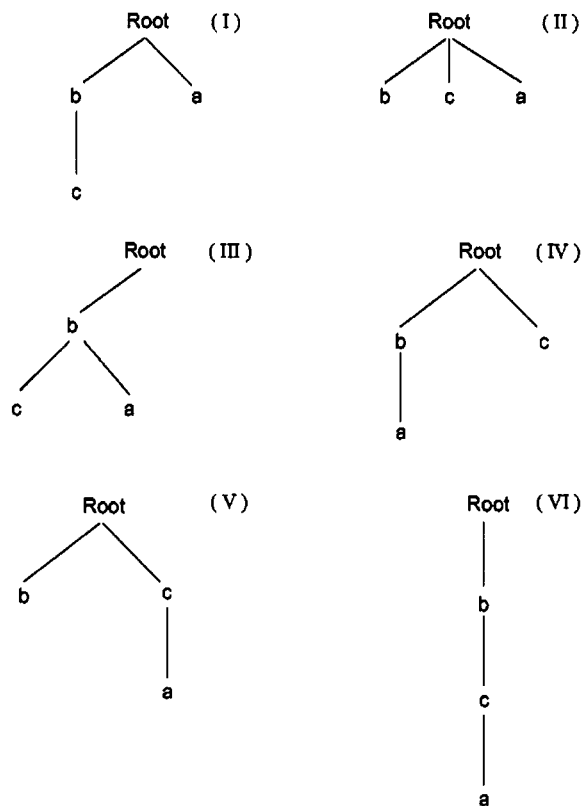 Root ( I )
b a
c
Root ( II )
b c a
Root ( III )
b
c a
Root ( IV )
b c
a
Root ( V )
b c
a
Root ( VI )
b
c
a